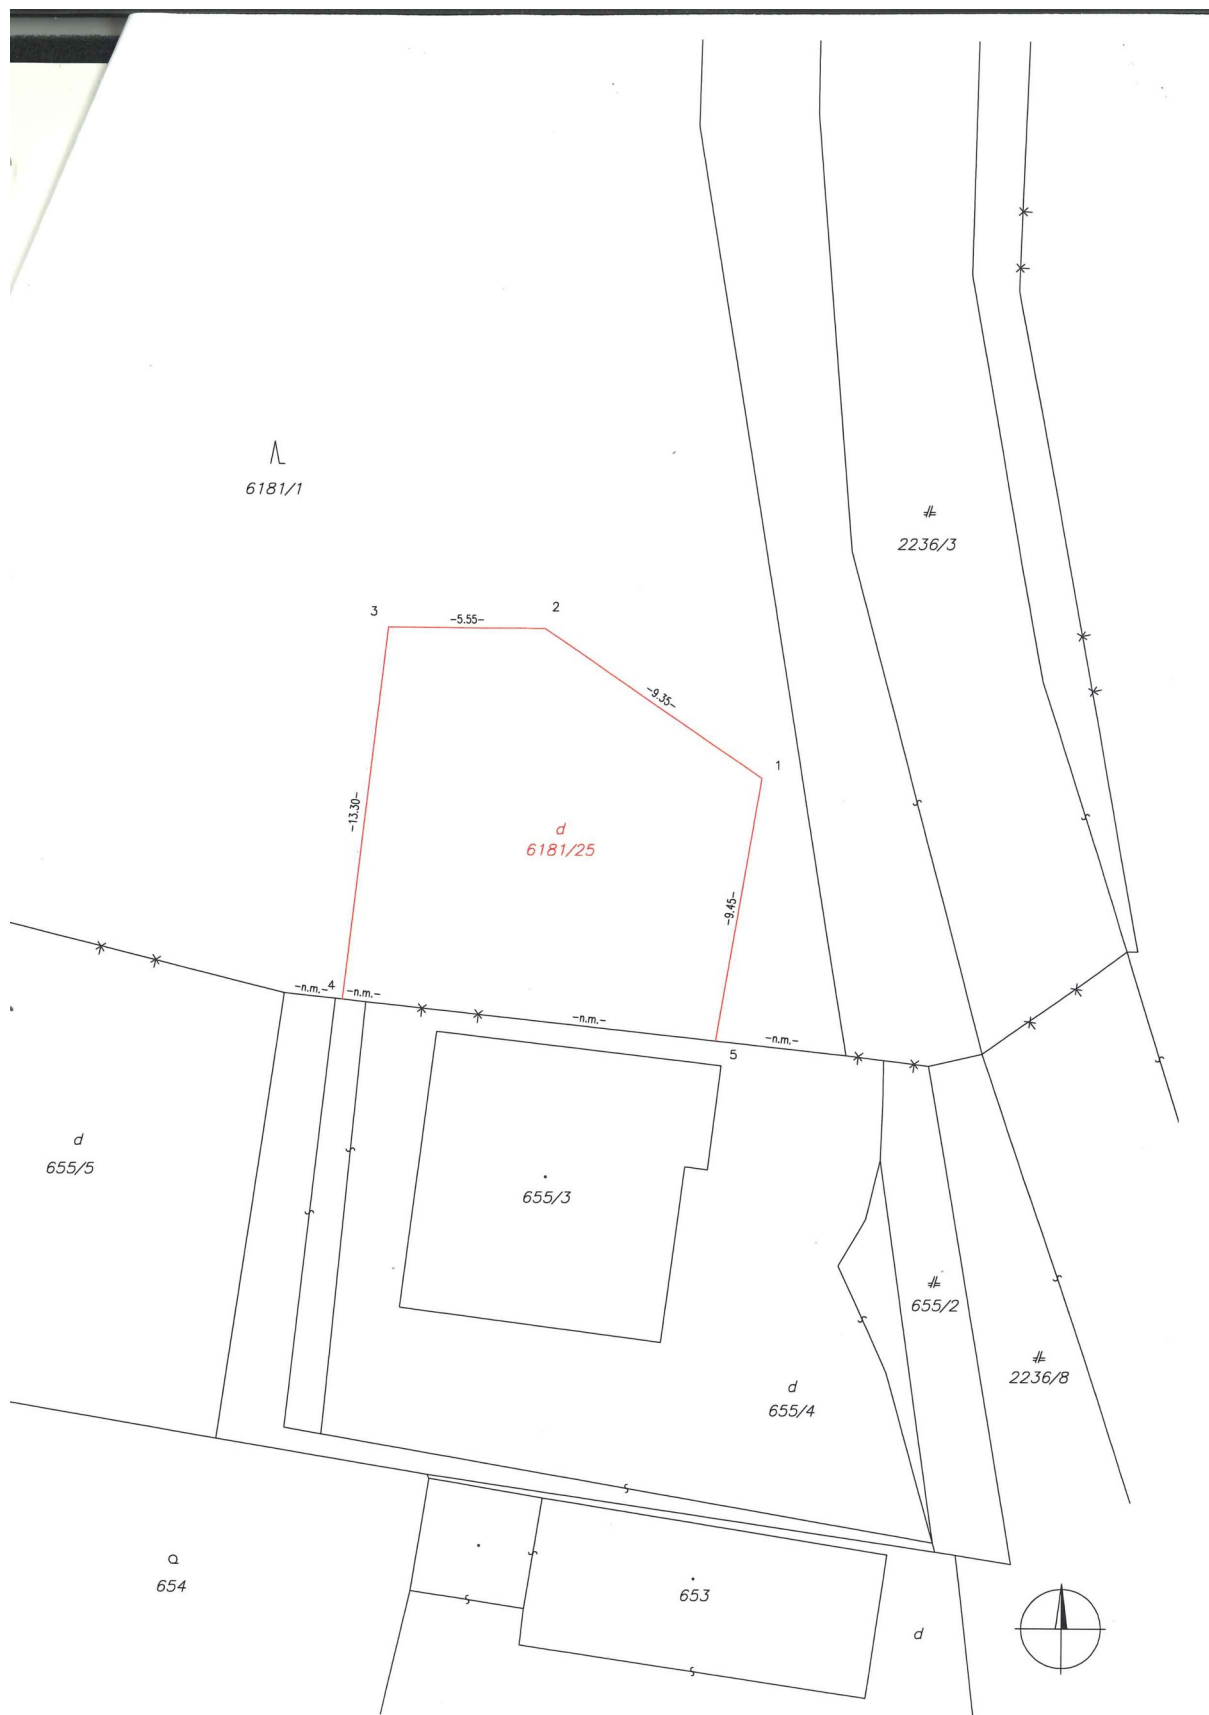 6181/1
2236/3
3
-5.55-
2
-9.35-
1
-13.30-
d
6181/25
-9.45-
-n.m.-
4
-n.m.-
-n.m.-
-n.m.-
5
d
655/5
655/3
655/2
2236/8
d
655/4
654
653
d